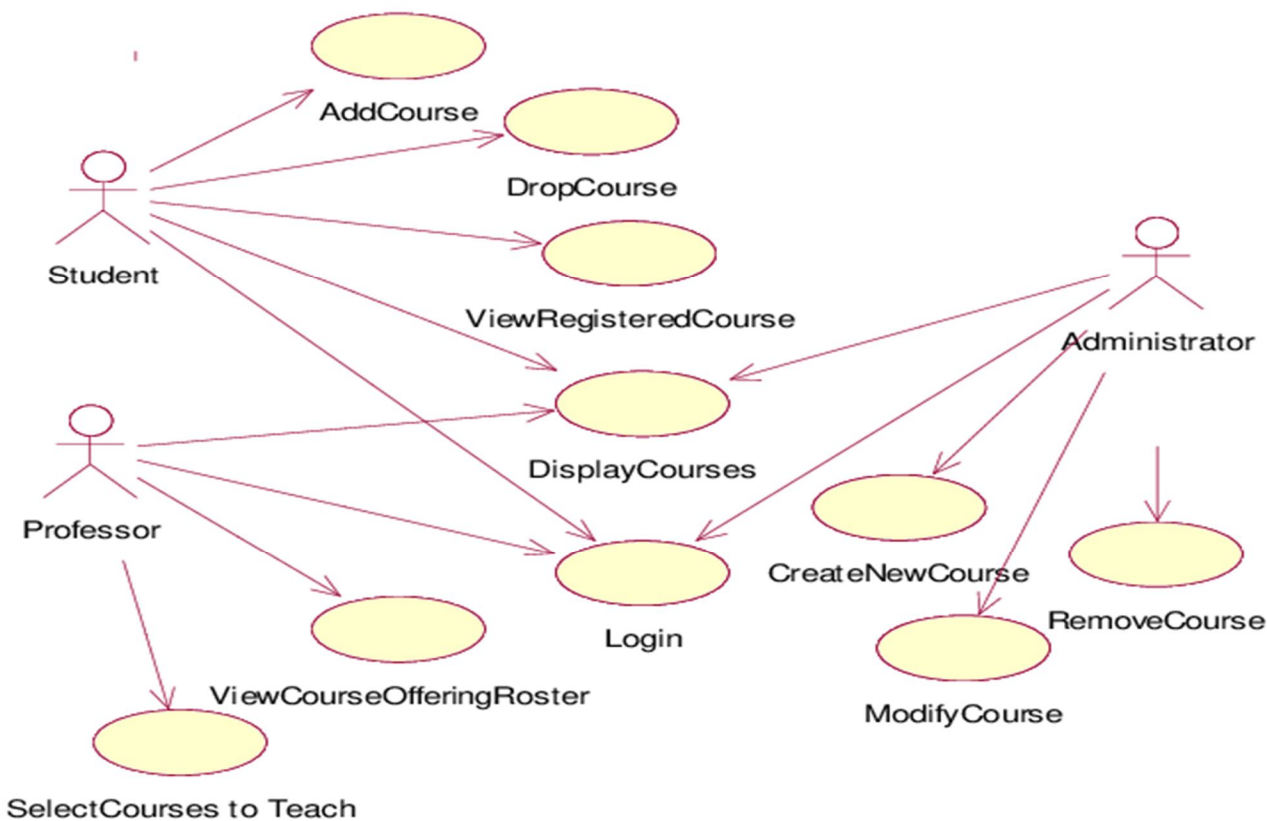 AddCourse
DropCourse
Student
ViewRegisteredCourse
Administrator
DisplayCourses
Professor
CreateNewCourse
RemoveCourse
Login
ViewCourseOfferingRoster
ModifyCourse
SelectCourses to Teach